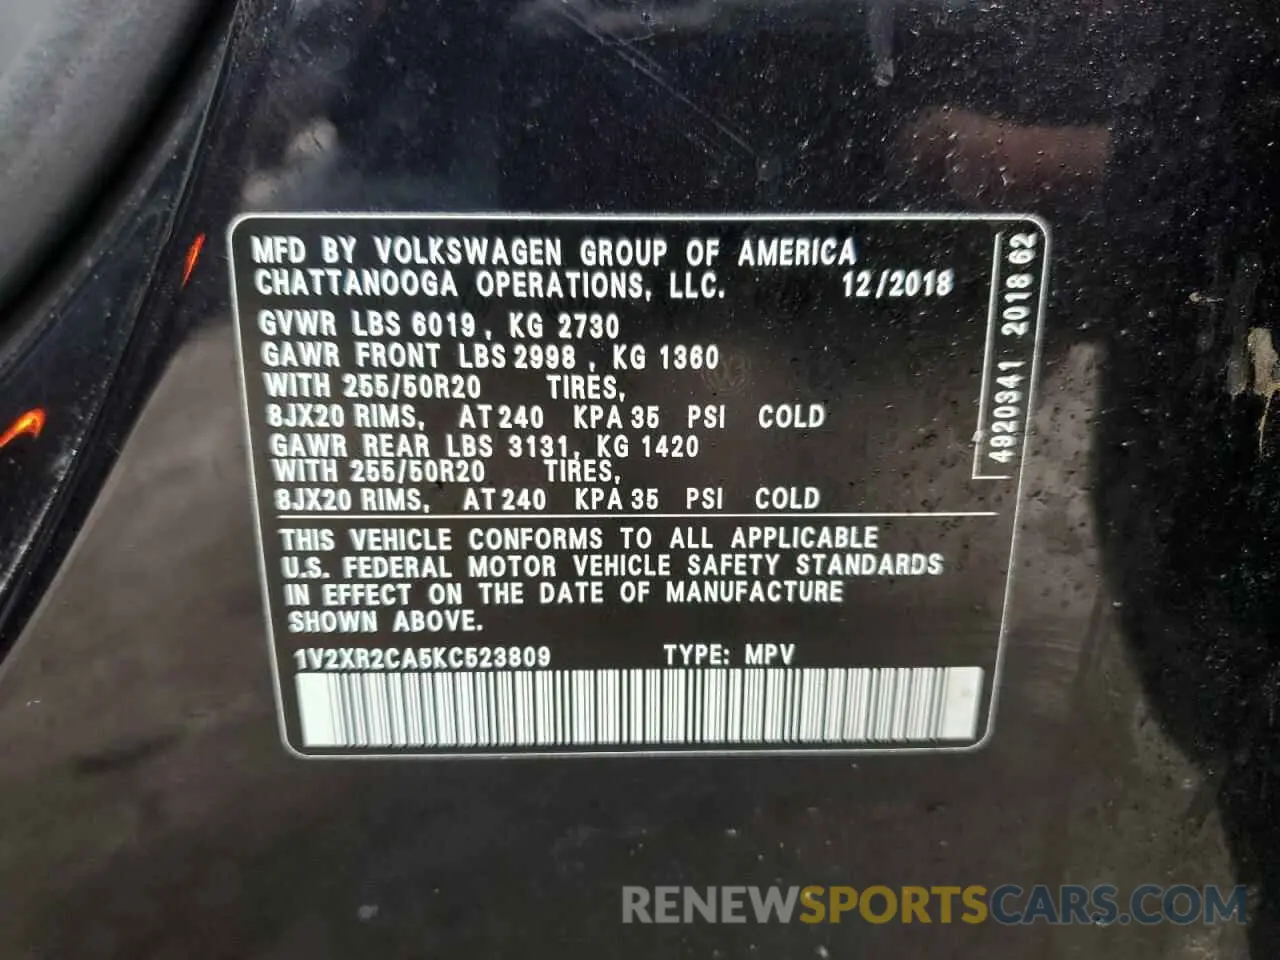 MFD BY VOLKSWAGEN GROUP OF AMERICA
CHATTANOOGA OPERATIONS, LLC. 12/2018
GVWR LBS 6019, KG 2730
GAWR FRONT LBS 2998, KG 1360
WITH 255/50R20 TIRES,
8JX20 RIMS, AT 240 KPA 35 PSI COLD
GAWR REAR LBS 3131, KG 1420
WITH 255/50R20 TIRES,
8JX20 RIMS, AT 240 KPA 35 PSI COLD
THIS VEHICLE CONFORMS TO ALL APPLICABLE
U.S. FEDERAL MOTOR VEHICLE SAFETY STANDARDS
IN EFFECT ON THE DATE OF MANUFACTURE
SHOWN ABOVE.
1V2XR2CA5KC523809 TYPE: MPV
4920341 2018 62
RENEWSPORTSCARS.COM